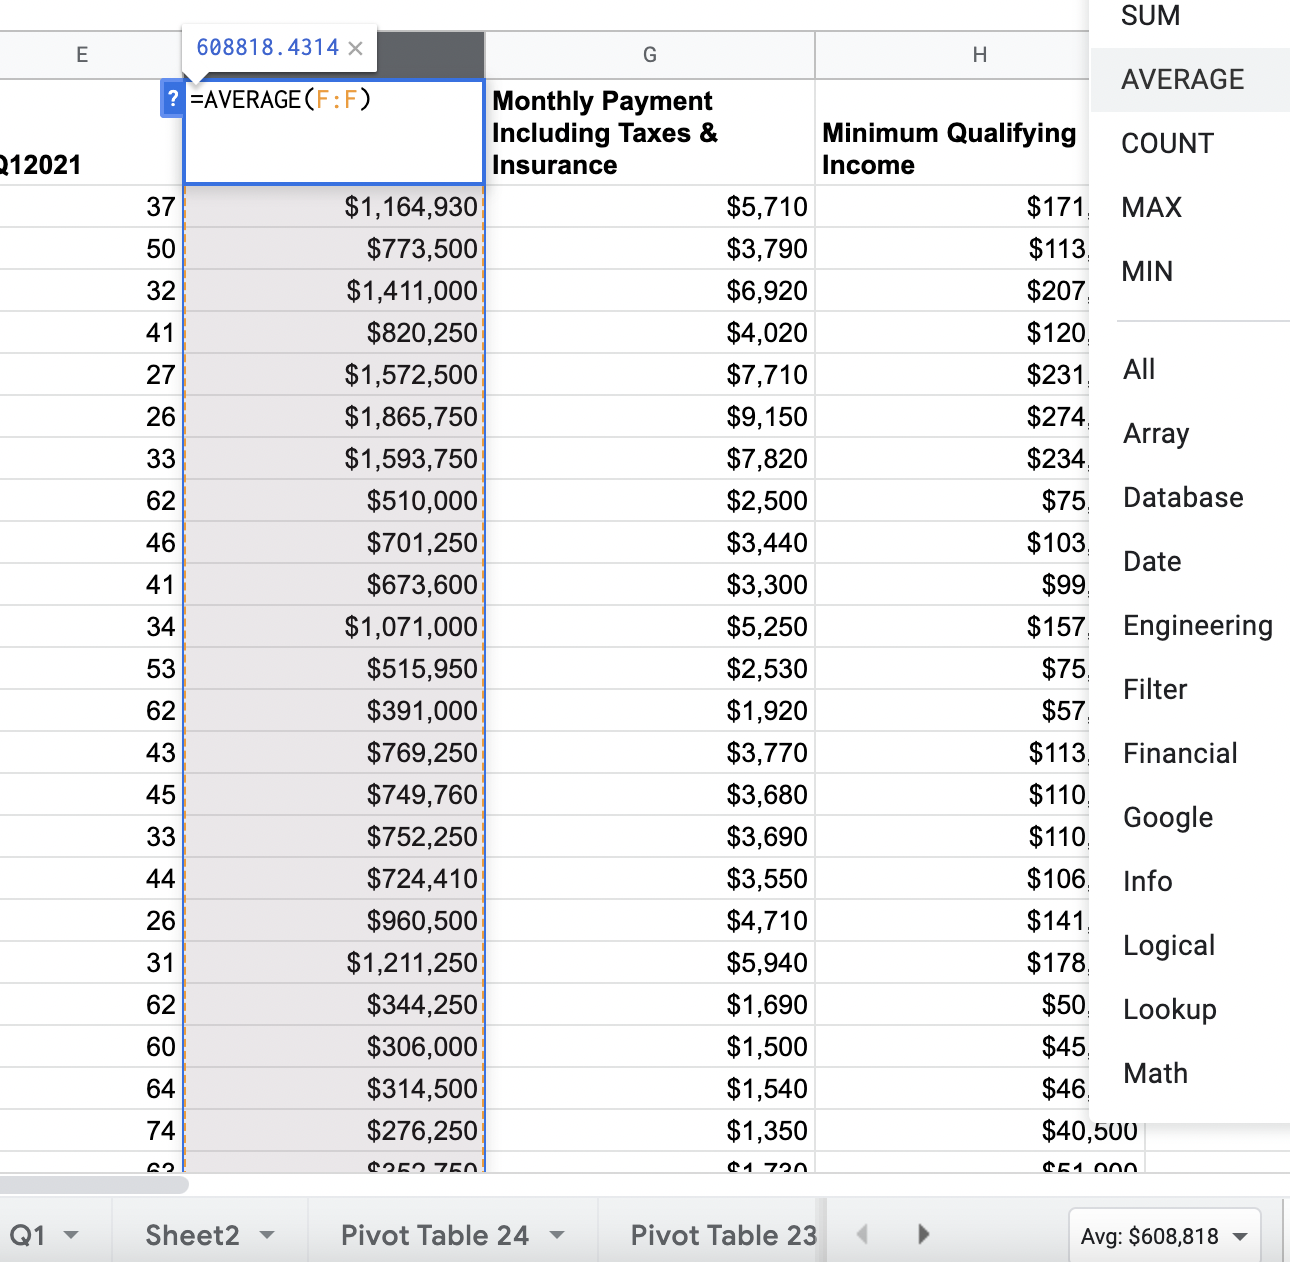 SUM
608818.4314 ×
E G H
AVERAGE
? =AVERAGE(F:F)
Monthly Payment
Including Taxes &
Insurance
Minimum Qualifying
Income
Q12021
COUNT
37 $1,164,930 $5,710 $171,
MAX
50 $773,500 $3,790 $113,
MIN
32 $1,411,000 $6,920 $207,
41 $820,250 $4,020 $120,
All
27 $1,572,500 $7,710 $231,
26 $1,865,750 $9,150 $274,
Array
33 $1,593,750 $7,820 $234,
62 $510,000 $2,500 $75,
Database
46 $701,250 $3,440 $103,
Date
41 $673,600 $3,300 $99,
34 $1,071,000 $5,250 $157,
Engineering
53 $515,950 $2,530 $75,
Filter
62 $391,000 $1,920 $57,
43 $769,250 $3,770 $113,
Financial
45 $749,760 $3,680 $110,
Google
33 $752,250 $3,690 $110,
44 $724,410 $3,550 $106,
Info
26 $960,500 $4,710 $141,
Logical
31 $1,211,250 $5,940 $178,
62 $344,250 $1,690 $50,
Lookup
60 $306,000 $1,500 $45,
Math
64 $314,500 $1,540 $46,
74 $276,250 $1,350 $40,500
63 $352,750 $1,730 $51,900
Q1 Sheet2 Pivot Table 24 Pivot Table 23 Avg: $608,818